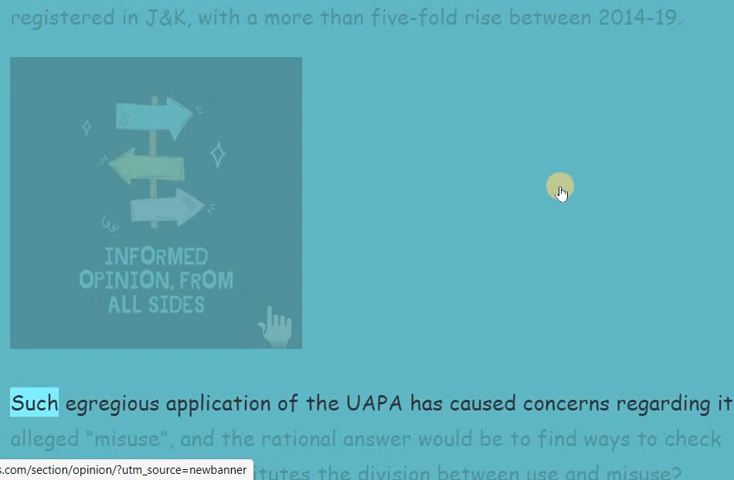 registered in J&K, with a more than five-fold rise between 2014-19.
INFORMED
OPINION, FROM
ALL SIDES
Such egregious application of the UAPA has caused concerns regarding it
alleged “misuse”, and the rational answer would be to find ways to check
s.com/section/opinion/?utm_source=newbanner
itutes the division between use and misuse?